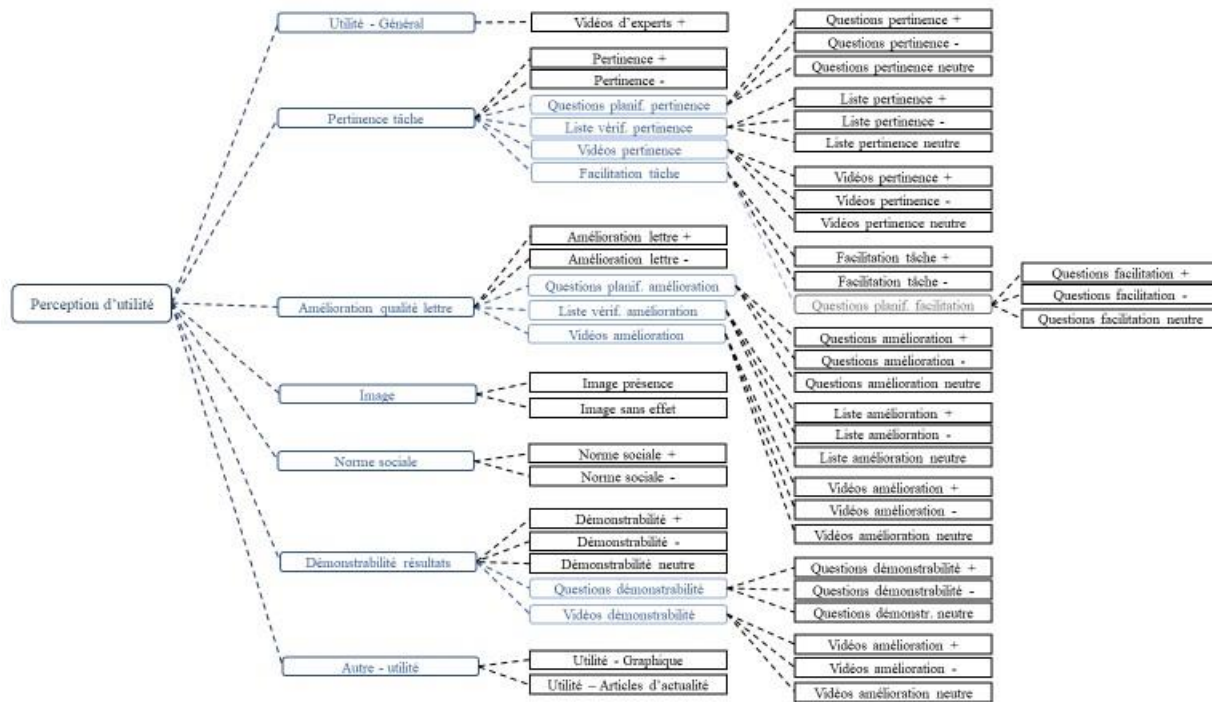 Perception d'utilité
Utilité - Général
Vidéos d'experts +
Pertinence tâche
Pertinence +
Pertinence -
Questions planif. pertinence
Questions pertinence +
Questions pertinence -
Questions pertinence neutre
Liste vérif. pertinence
Liste pertinence +
Liste pertinence -
Liste pertinence neutre
Vidéos pertinence
Vidéos pertinence +
Vidéos pertinence -
Vidéos pertinence neutre
Facilitation tâche
Facilitation tâche +
Facilitation tâche -
Questions planif. facilitation
Questions facilitation +
Questions facilitation -
Questions facilitation neutre
Amélioration qualité lettre
Amélioration lettre +
Amélioration lettre -
Questions planif. amélioration
Questions amélioration +
Questions amélioration -
Questions amélioration neutre
Liste vérif. amélioration
Liste amélioration +
Liste amélioration -
Liste amélioration neutre
Vidéos amélioration
Vidéos amélioration +
Vidéos amélioration -
Vidéos amélioration neutre
Image
Image présence
Image sans effet
Norme sociale
Norme sociale +
Norme sociale -
Démonstrabilité résultats
Démonstrabilité +
Démonstrabilité -
Démonstrabilité neutre
Questions démonstrabilité
Questions démonstrabilité +
Questions démonstrabilité -
Questions démonstr. neutre
Vidéos démonstrabilité
Vidéos amélioration +
Vidéos amélioration -
Vidéos amélioration neutre
Autre - utilité
Utilité - Graphique
Utilité – Articles d'actualité